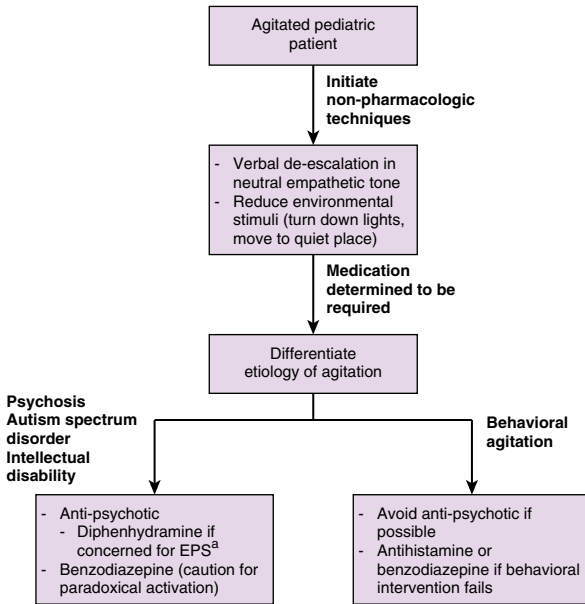 Agitated pediatric
patient
Initiate
non-pharmacologic
techniques
- Verbal de-escalation in
neutral empathetic tone
- Reduce environmental
stimuli (turn down lights,
move to quiet place)
Medication
determined to be
required
Differentiate
etiology of agitation
Psychosis
Autism spectrum
disorder
Intellectual
disability
Behavioral
agitation
- Anti-psychotic
- Diphenhydramine if
concerned for EPSa
- Benzodiazepine (caution for
paradoxical activation)
- Avoid anti-psychotic if
possible
- Antihistamine or
benzodiazepine if behavioral
intervention fails